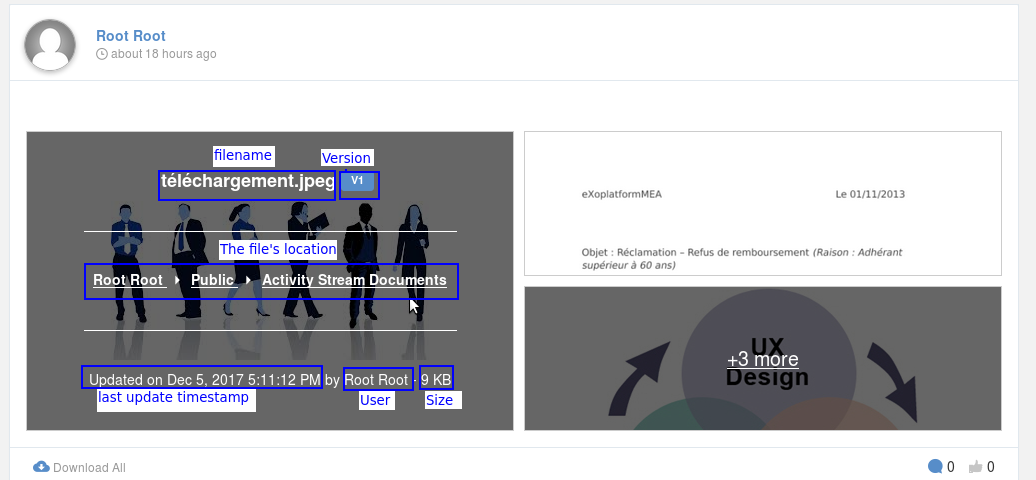 Root Root
about 18 hours ago
filename
Version
téléchargement.jpeg V1
The file's location
Root Root Public Activity Stream Documents
Updated on Dec 5, 2017 5:11:12 PM by Root Root - 9 KB
last update timestamp
User
Size
eXoplatformMEA Le 01/11/2013
Objet : Réclamation – Refus de remboursement (Raison : Adhérant
supérieur à 60 ans)
UX
+3 more
Design
Download All
0
0